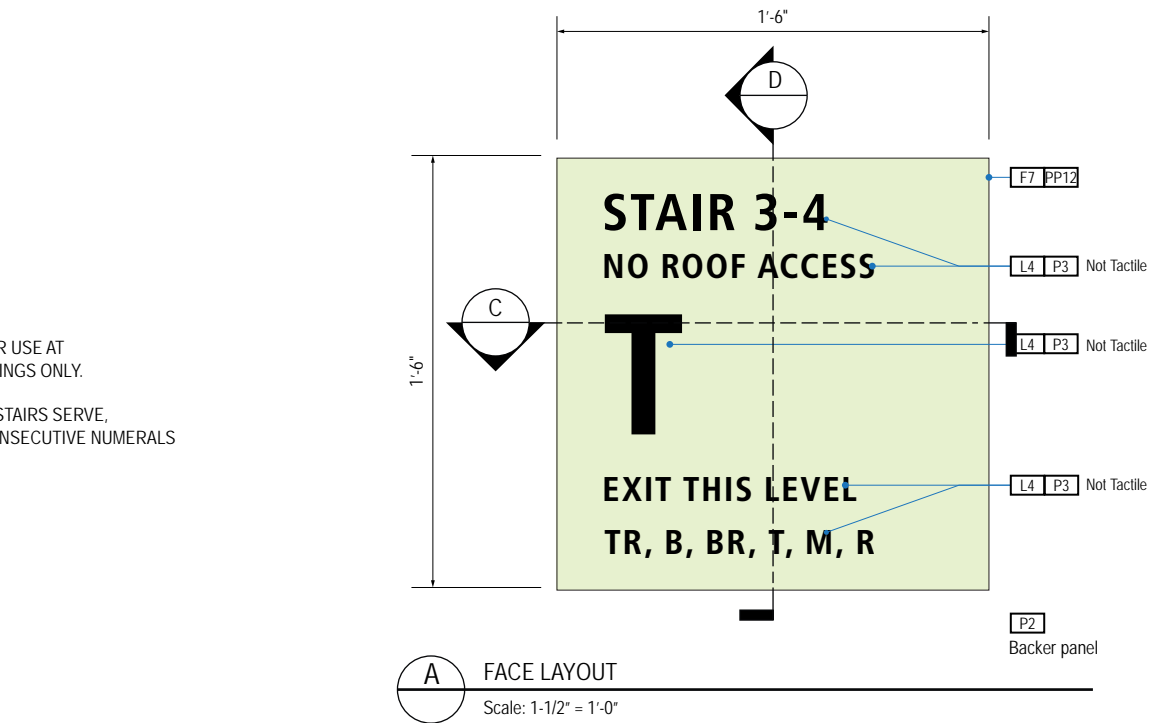 1'-6"
D
F7 PP12
STAIR 3-4
NO ROOF ACCESS
L4 P3 Not Tactile
C
T
L4 P3 Not Tactile
1'-6"
R USE AT
INGS ONLY.
STAIRS SERVE,
NSECUTIVE NUMERALS
EXIT THIS LEVEL
L4 P3 Not Tactile
TR, B, BR, T, M, R
P2
Backer panel
A FACE LAYOUT
Scale: 1-1/2" = 1'-0"